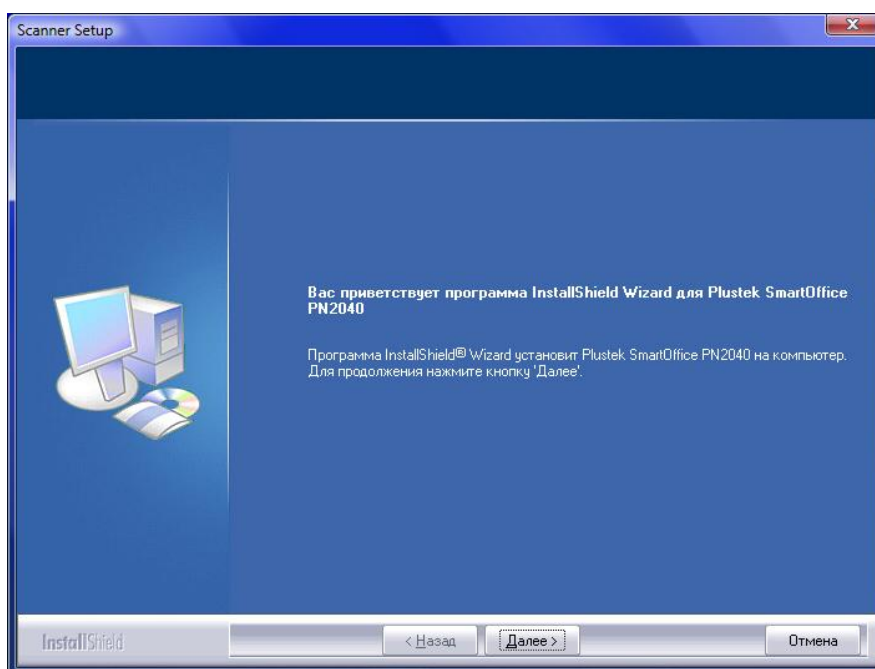 Scanner Setup
Вас приветствует программа InstallShield Wizard для Plustek SmartOffice
PN2040
Программа InstallShield® Wizard установит Plustek SmartOffice PN2040 на компьютер.
Для продолжения нажмите кнопку 'Далее'.
InstallShield
< Назад
Далее >
Отмена